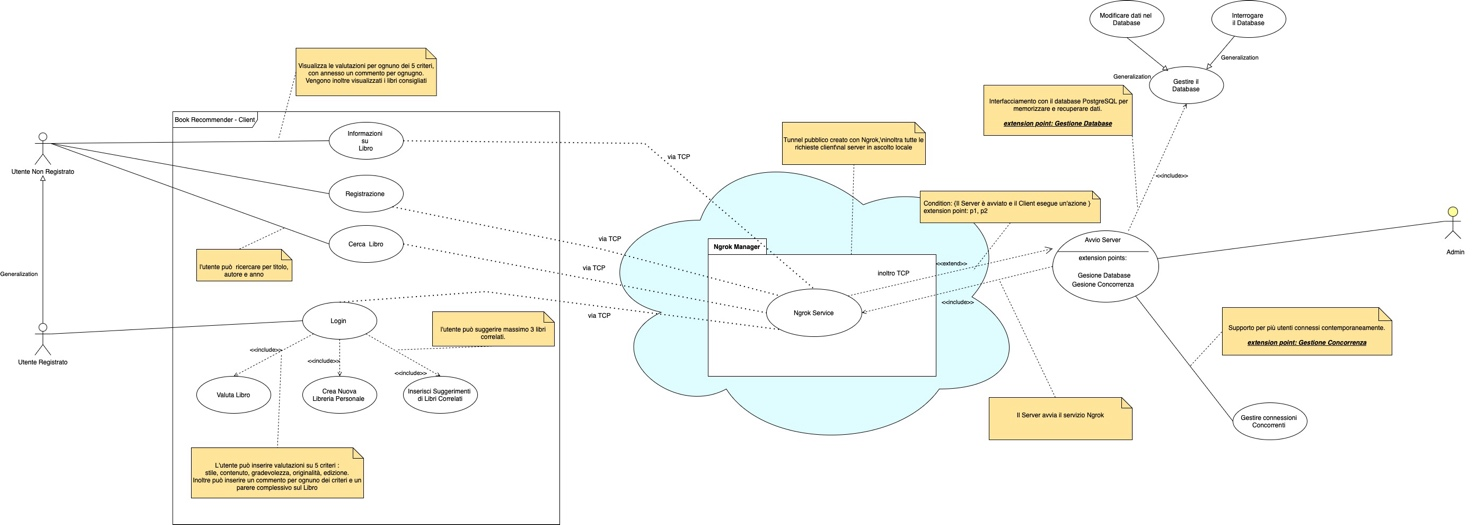 Modificare dati nel
Database
Interrogare
il Database
Generalization
Generalization
Gestire il
Database
Visualizza le valutazioni per ognuno dei 5 criteri,
con annesso un commento per ognugno.
Vengono inoltre visualizzati i libri consigliati
Interfacciamento con il database PostgreSQL per
memorizzare e recuperare dati.
extension point: Gestione Database
Book Recommender - Client
Informazioni
su
Libro
Utente Non Registrato
via TCP
Tunnel pubblico creato con Ngrok,\ninoltra tutte le
richieste client\nal server in ascolto locale
<<include>>
Registrazione
Condition: (Il Server è avviato e il Client esegue un'azione )
extension point: p1, p2
Cerca Libro
via TCP
Ngrok Manager
Avvio Server
extension points:
Gesione Database
Gesione Concorrenza
Admin
l'utente può ricercare per titolo,
autore e anno
via TCP
inoltro TCP
<<extend>>
Generalization
<<include>>
Login
via TCP
Ngrok Service
l'utente può suggerire massimo 3 libri
correlati.
Supporto per più utenti connessi contemporaneamente.
extension point: Gestione Concorrenza
Utente Registrato
<<include>>
<<include>>
<<include>>
Valuta Libro
Crea Nuova
Libreria Personale
Inserisci Suggerimenti
di Libri Correlati
Il Server avvia il servizio Ngrok
Gestire connessioni
Concorrenti
L'utente può inserire valutazioni su 5 criteri :
stile, contenuto, gradevolezza, originalità, edizione.
Inoltre può inserire un commento per ognuno dei criteri e un
parere complessivo sul Libro